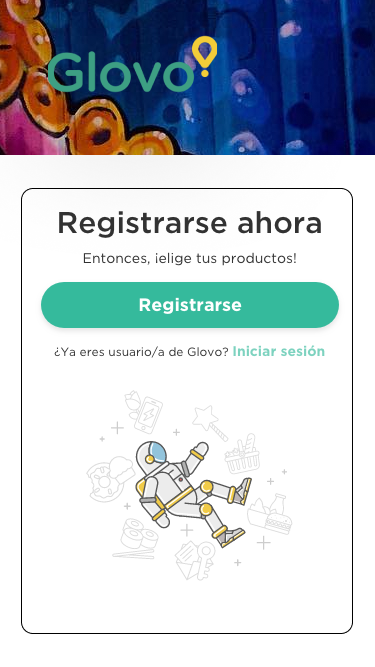 Glovo
Registrarse ahora
Entonces, ¡elige tus productos!
Registrarse
¿Ya eres usuario/a de Glovo? Iniciar sesión